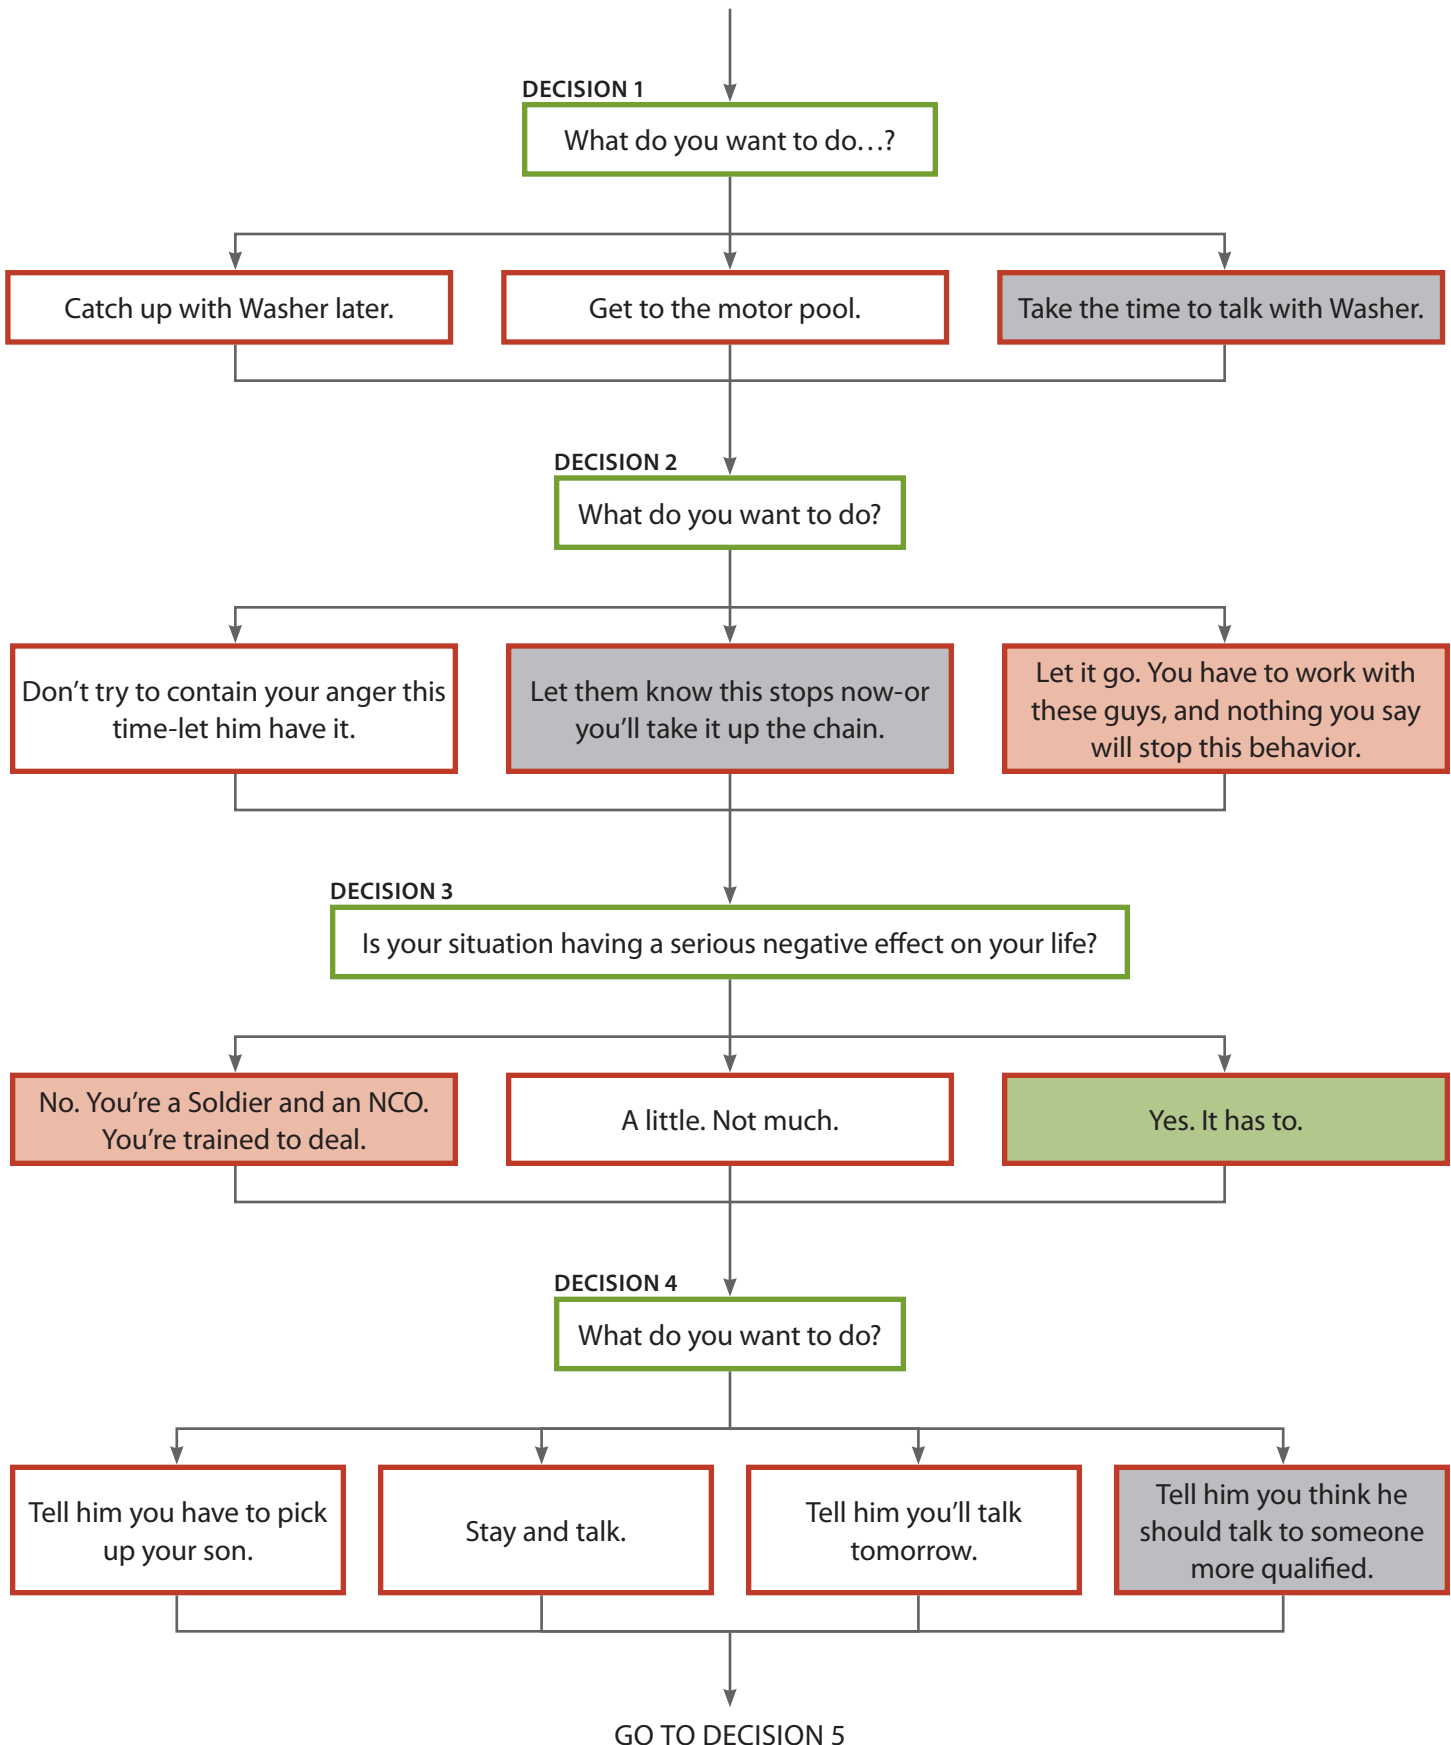 DECISION 1
What do you want to do…?
Catch up with Washer later.
Get to the motor pool.
Take the time to talk with Washer.
DECISION 2
What do you want to do?
Don’t try to contain your anger this
time-let him have it.
Let them know this stops now-or
you’ll take it up the chain.
Let it go. You have to work with
these guys, and nothing you say
will stop this behavior.
DECISION 3
Is your situation having a serious negative effect on your life?
No. You’re a Soldier and an NCO.
You’re trained to deal.
A little. Not much.
Yes. It has to.
DECISION 4
What do you want to do?
Tell him you have to pick
up your son.
Stay and talk.
Tell him you’ll talk
tomorrow.
Tell him you think he
should talk to someone
more qualified.
GO TO DECISION 5